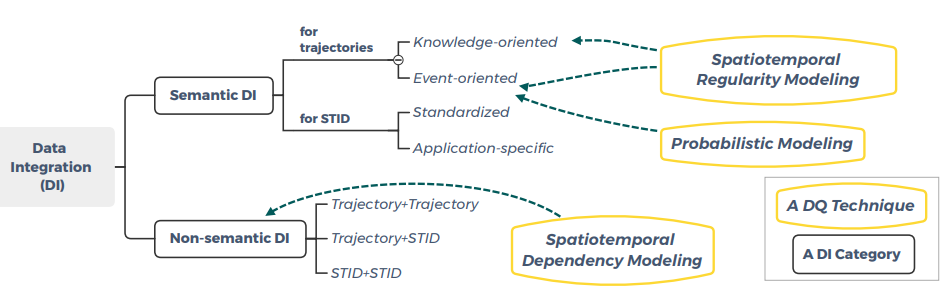 for
trajectories
Knowledge-oriented
Event-oriented
Semantic DI
for STID
Standardized
Application-specific
Data
Integration
(DI)
Non-semantic DI
Trajectory+Trajectory
Trajectory+STID
STID+STID
Spatiotemporal
Regularity Modeling
Probabilistic Modeling
Spatiotemporal
Dependency Modeling
A DQ Technique
A DI Category